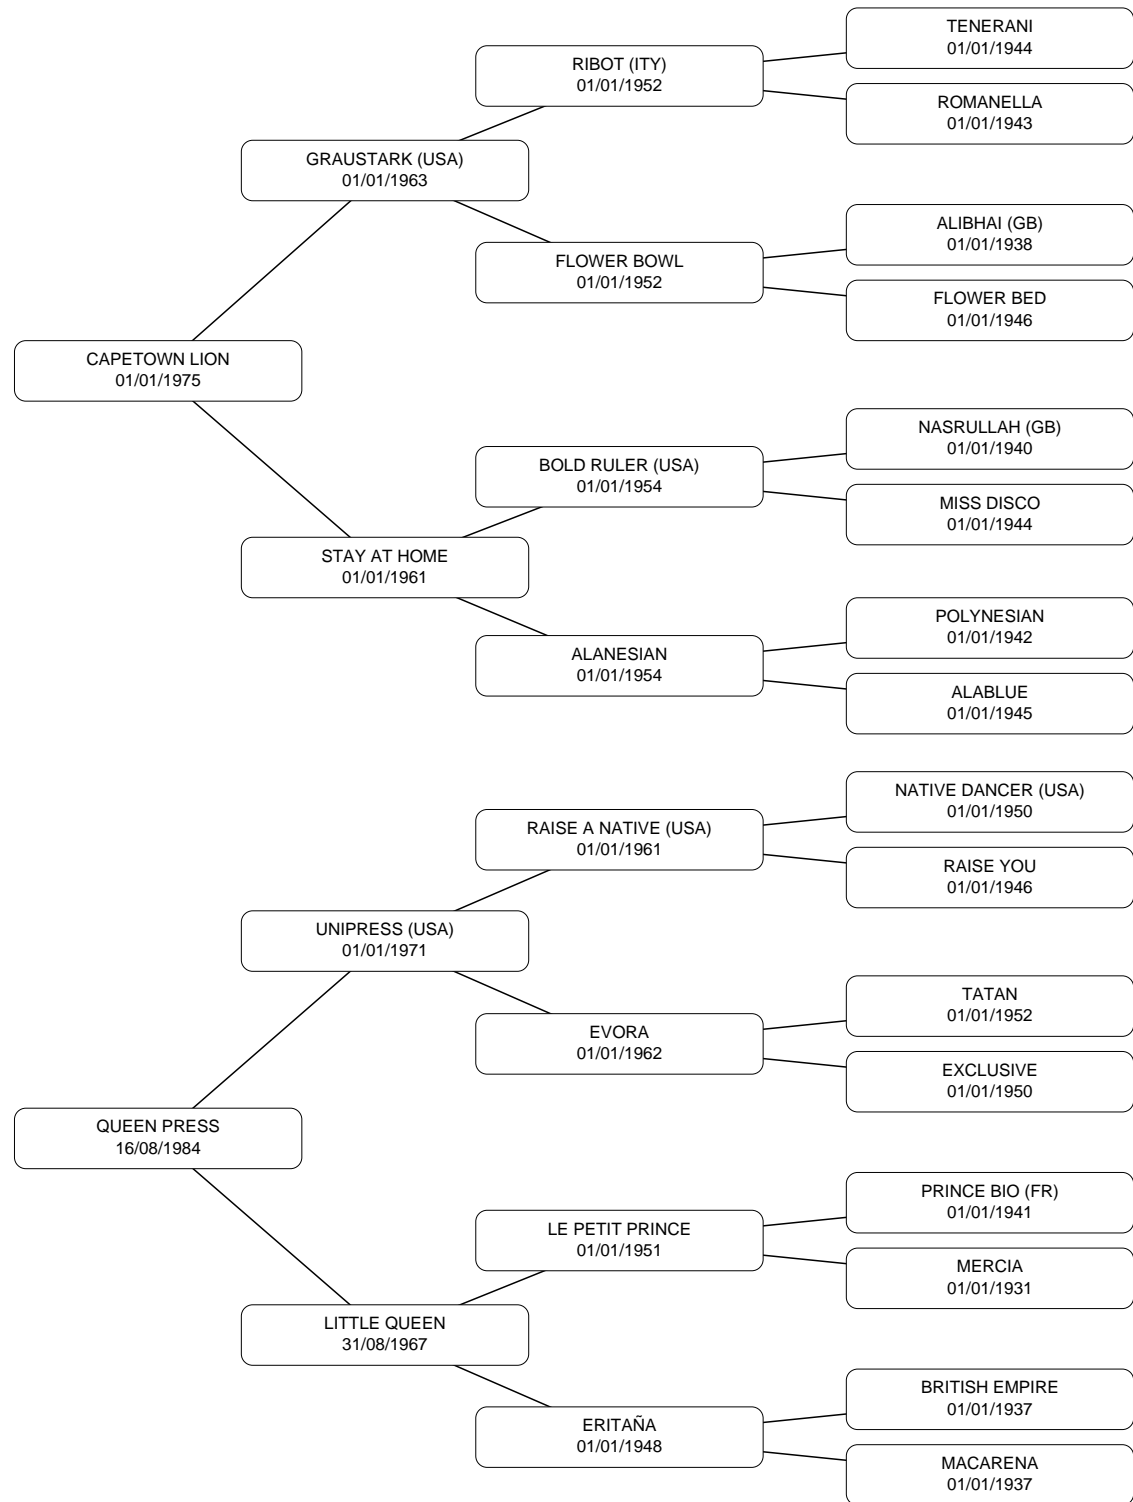 TENERANI
01/01/1944
RIBOT (ITY)
01/01/1952
ROMANELLA
01/01/1943
GRAUSTARK (USA)
01/01/1963
ALIBHAI (GB)
01/01/1938
FLOWER BOWL
01/01/1952
FLOWER BED
01/01/1946
CAPETOWN LION
01/01/1975
NASRULLAH (GB)
01/01/1940
BOLD RULER (USA)
01/01/1954
MISS DISCO
01/01/1944
STAY AT HOME
01/01/1961
POLYNESIAN
01/01/1942
ALANESIAN
01/01/1954
ALABLUE
01/01/1945
NATIVE DANCER (USA)
01/01/1950
RAISE A NATIVE (USA)
01/01/1961
RAISE YOU
01/01/1946
UNIPRESS (USA)
01/01/1971
TATAN
01/01/1952
EVORA
01/01/1962
EXCLUSIVE
01/01/1950
QUEEN PRESS
16/08/1984
PRINCE BIO (FR)
01/01/1941
LE PETIT PRINCE
01/01/1951
MERCIA
01/01/1931
LITTLE QUEEN
31/08/1967
BRITISH EMPIRE
01/01/1937
ERITAÑA
01/01/1948
MACARENA
01/01/1937